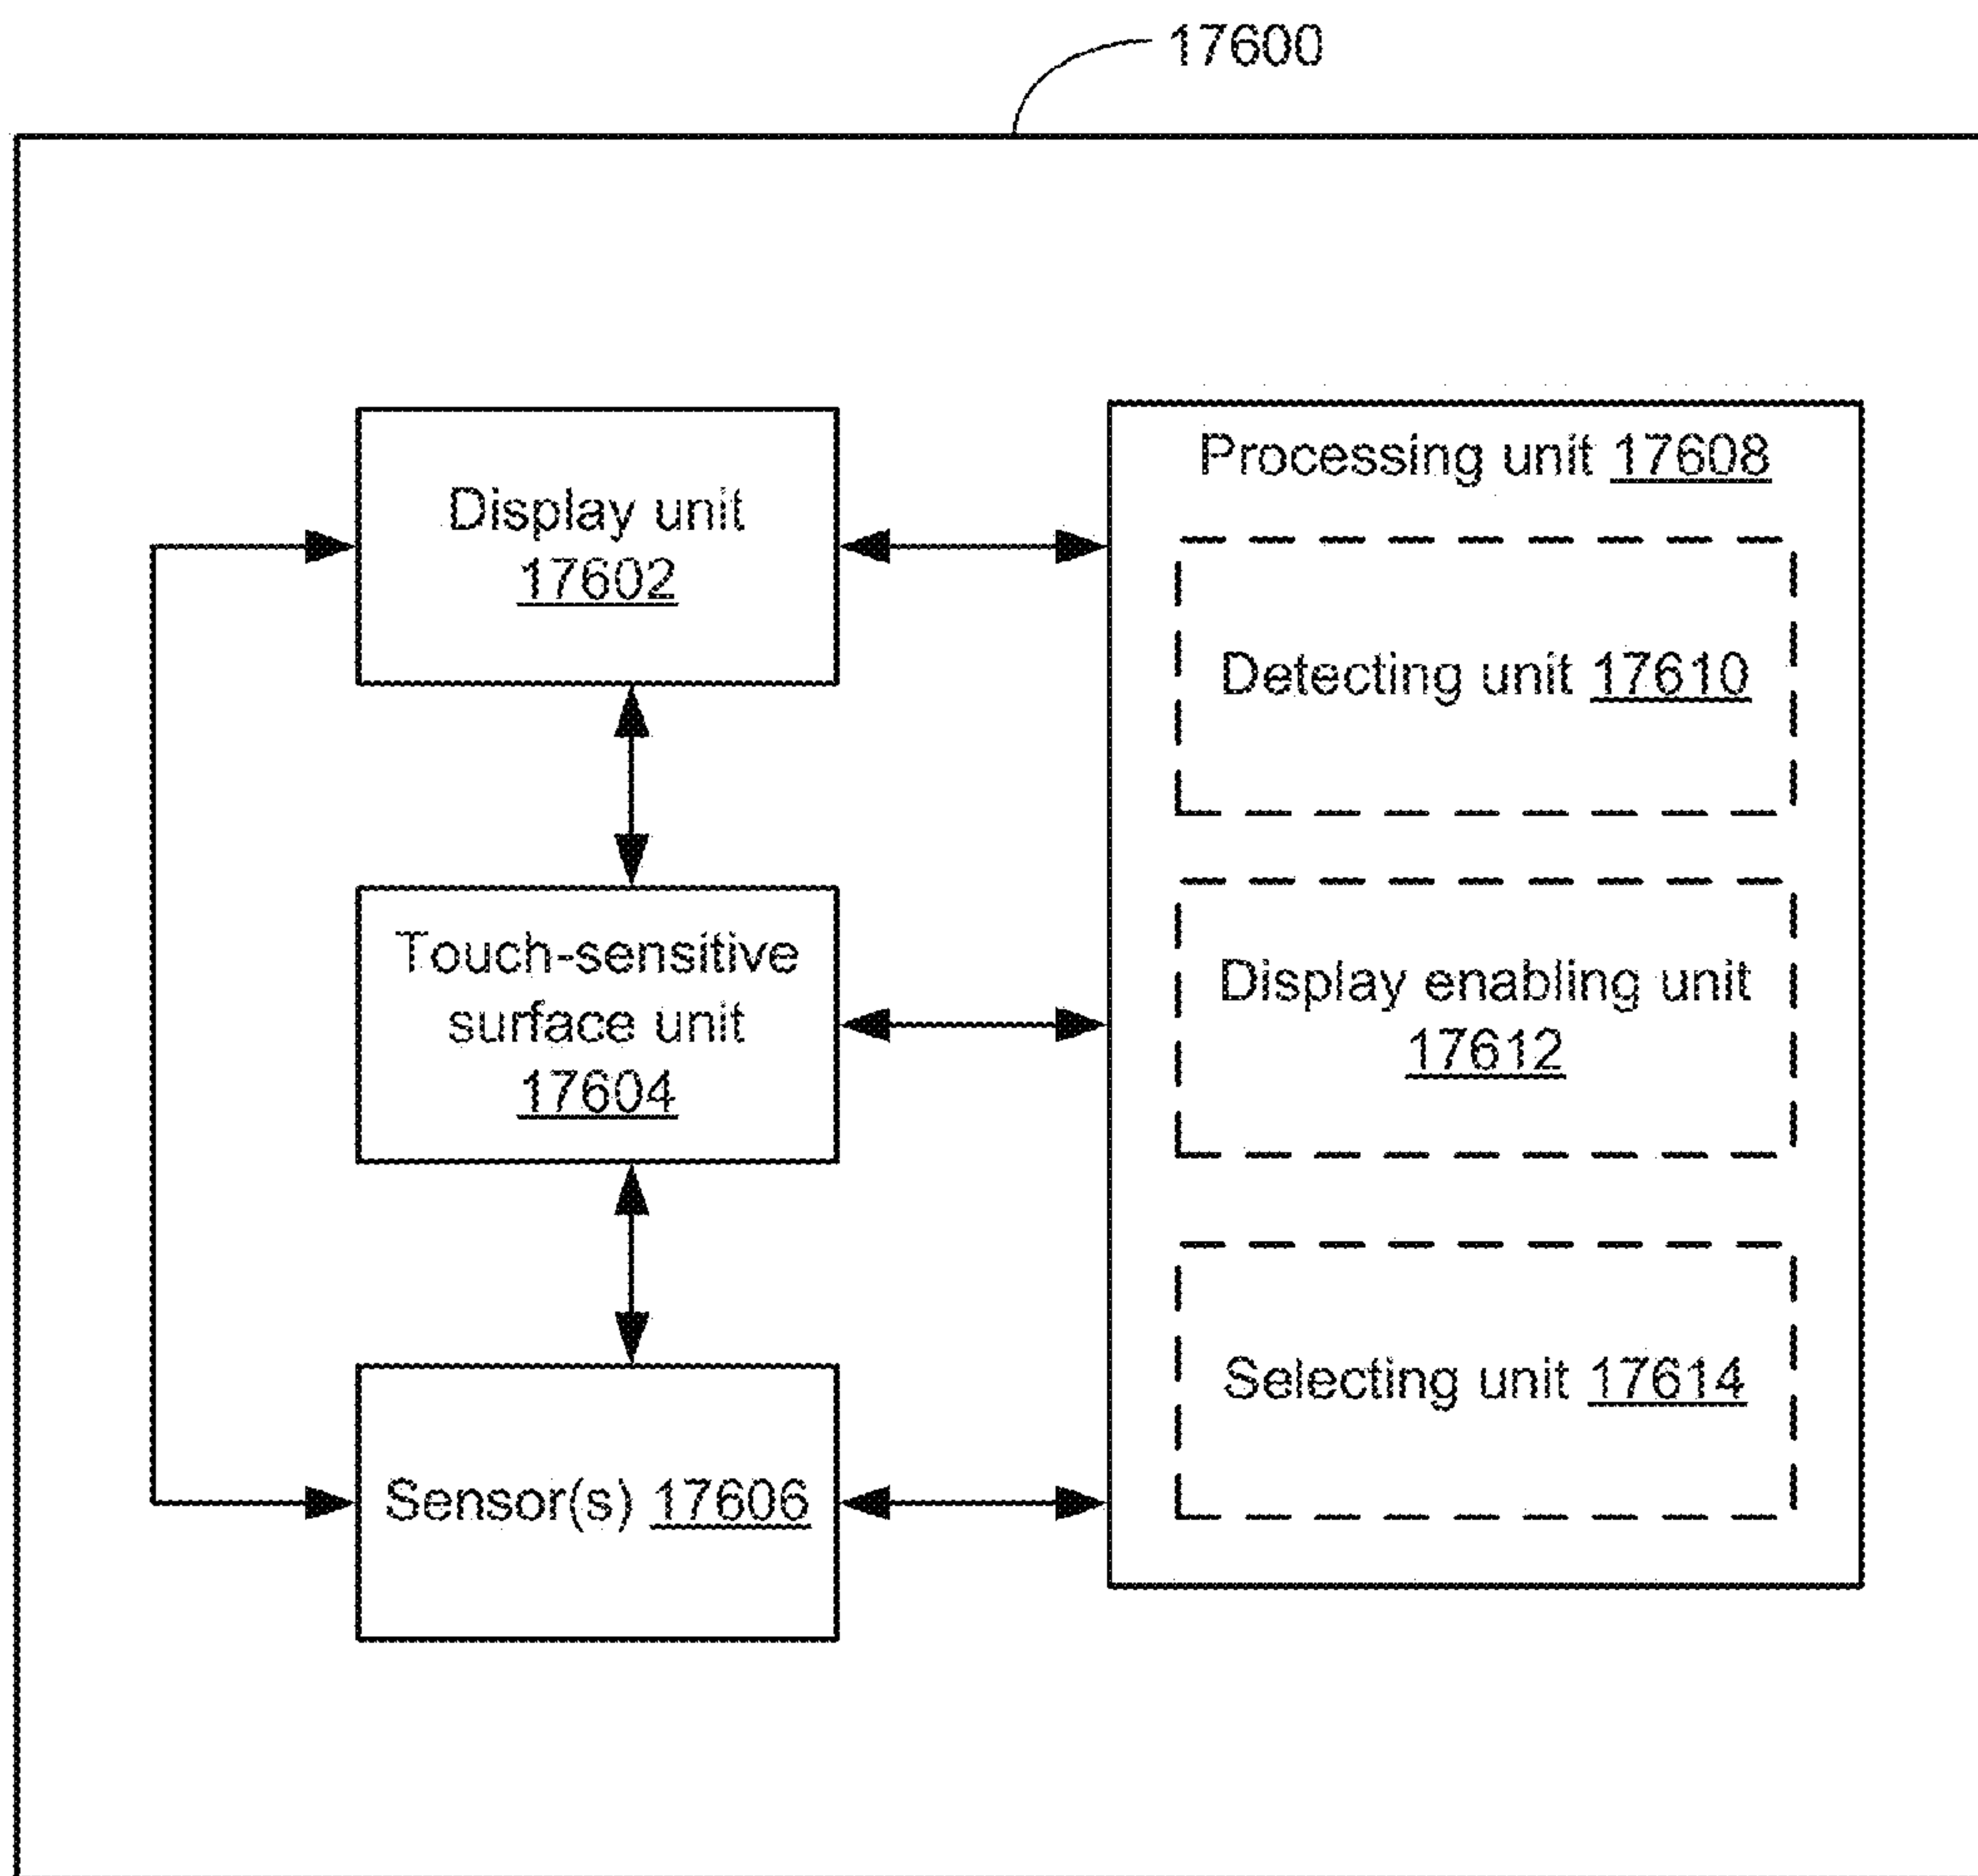 17600
Display unit
17602
Touch-sensitive
surface unit
17604
Sensor(s) 17606
Processing unit 17608
Detecting unit 17610
Display enabling unit
17612
Selecting unit 17614